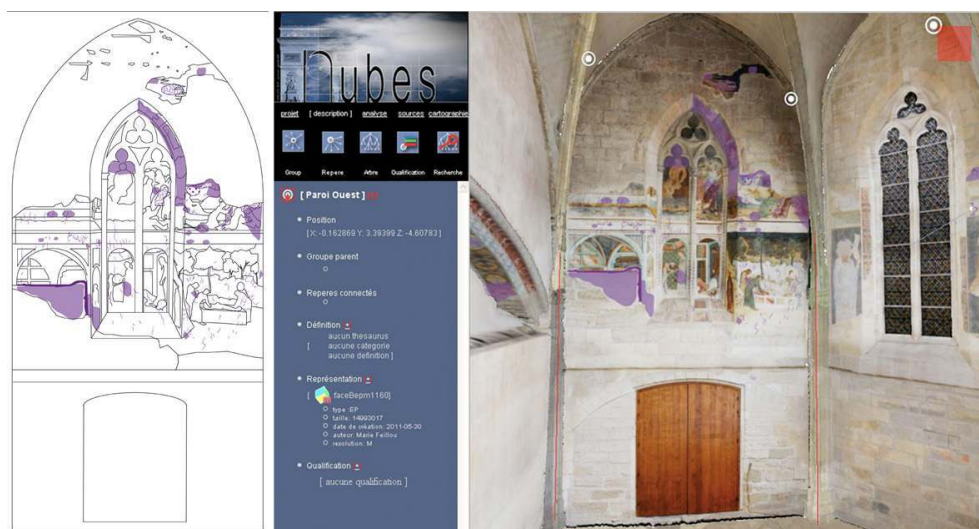 nubes
projet [ description ] analyse sources cartographie
Group Repere Arbre Qualification Recherche
[ Paroi Ouest ]
Position
[ X: -0.162869 Y: 3.39399 Z: -4.60783 ]
Groupe parent
Reperes connectés
Définition
aucun thesaurus
[ aucune categorie
aucune definition ]
Représentation
[ faceBepm1160]
type :EP
taille: 14993017
date de création: 2011-05-30
auteur: Marie Feillou
resolution: M
Qualification
[ aucune qualification ]